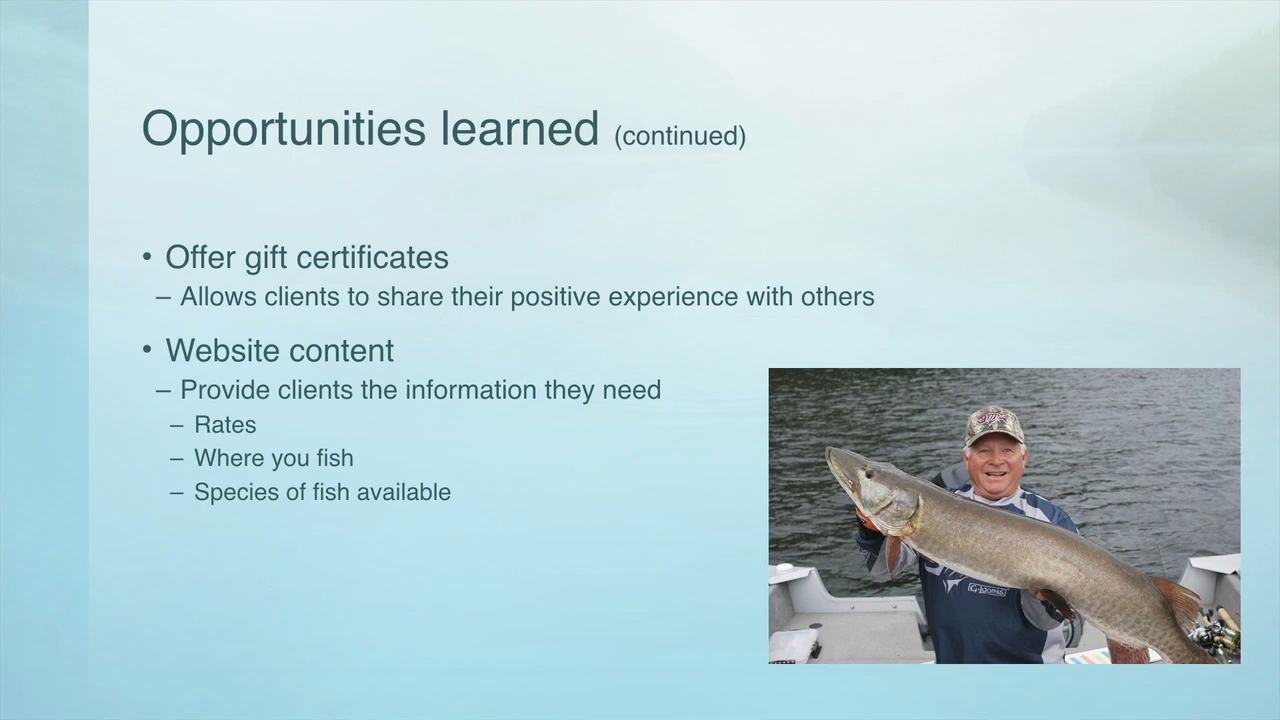 Opportunities learned (continued)
• Offer gift certificates
– Allows clients to share their positive experience with others
• Website content
– Provide clients the information they need
– Rates
– Where you fish
– Species of fish available
G-Loomis